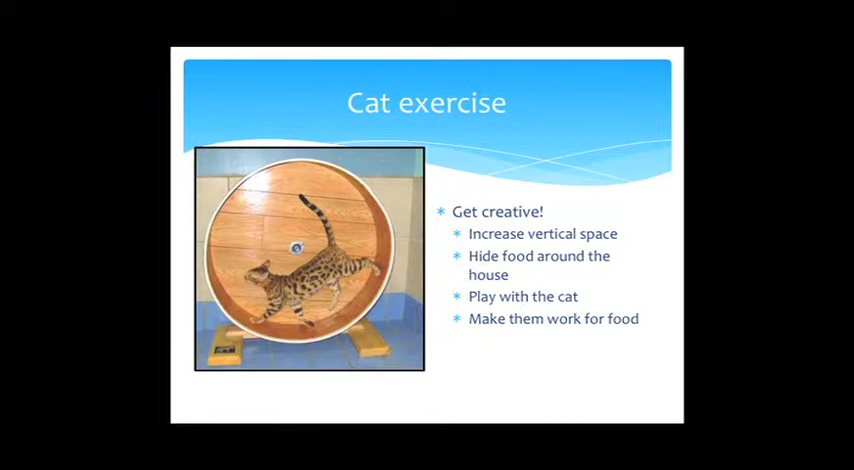 Cat exercise
* Get creative!
* Increase vertical space
* Hide food around the
house
* Play with the cat
* Make them work for food